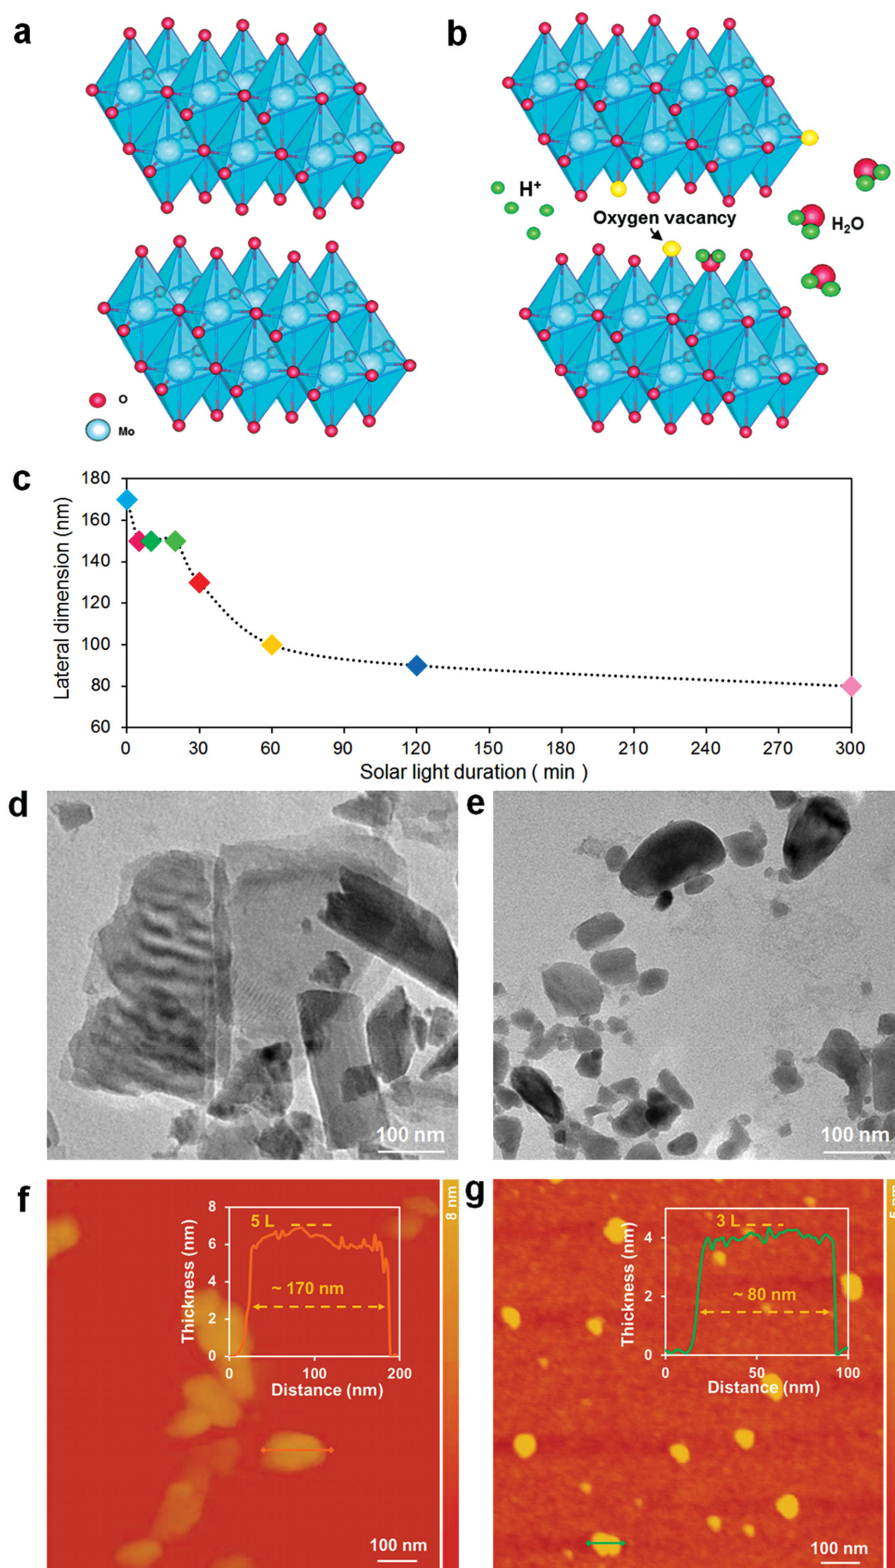 a
b
H⁺
Oxygen vacancy
H₂O
O
Mo
c
Lateral dimension (nm)
180
160
140
120
100
80
60
0 30 60 90 120 150 180 210 240 270 300
Solar light duration ( min )
d
100 nm
e
100 nm
f
8 nm
Thickness (nm)
8
6
4
2
0
5 L
~ 170 nm
0 100 200
Distance (nm)
100 nm
g
5 nm
Thickness (nm)
4
2
0
3 L
~ 80 nm
0 50 100
Distance (nm)
100 nm